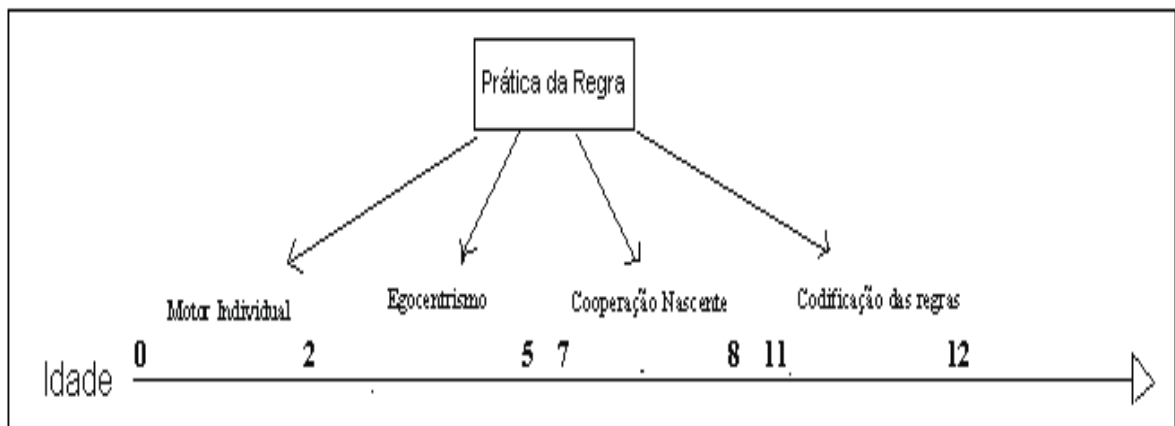 Prática da Regra
Motor Individual
Egocentrismo
Cooperação Nascente
Codificação das regras
0 2 5 7 8 11 12
Idade